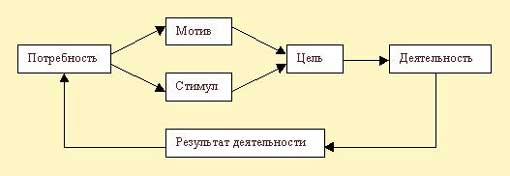 Мотив
Потребность
Цель
Деятельность
Стимул
Результат деятельности